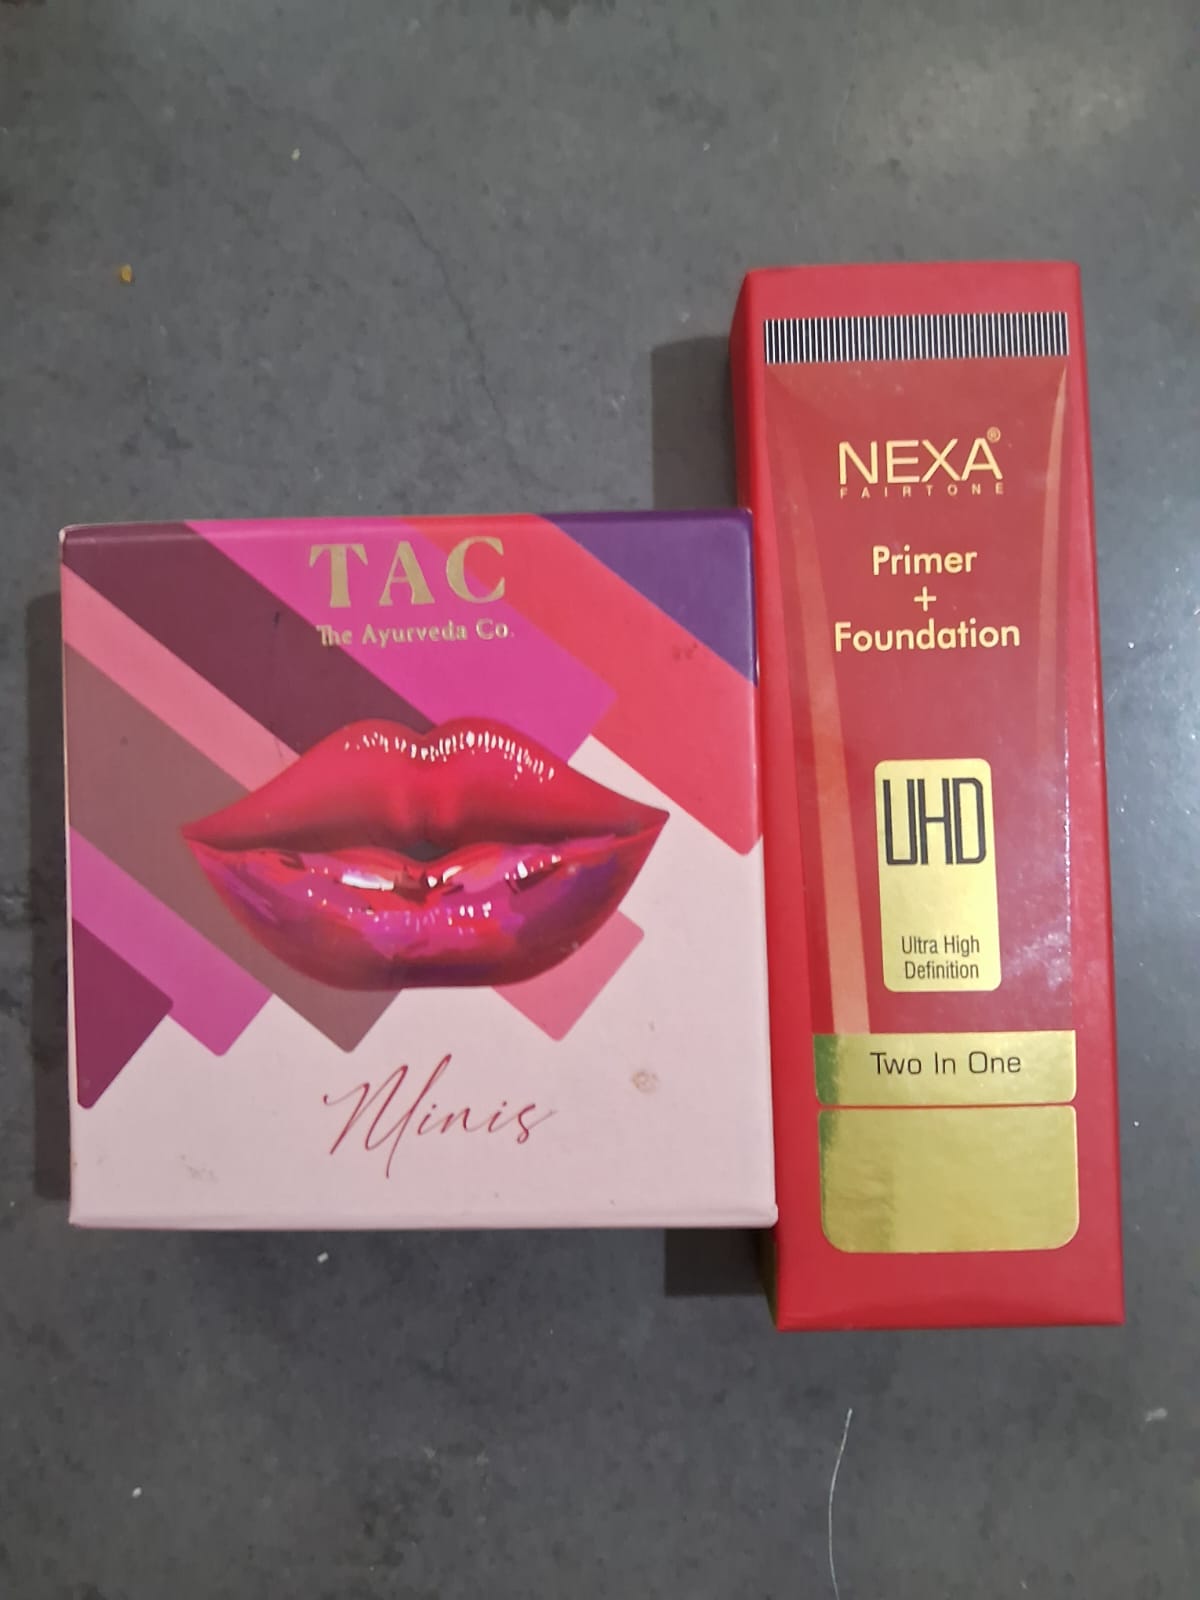 TAC
The Ayurveda Co.
Minis
NEXA®
FAIRTONE
Primer
+
Foundation
UHD
Ultra High
Definition
Two In One